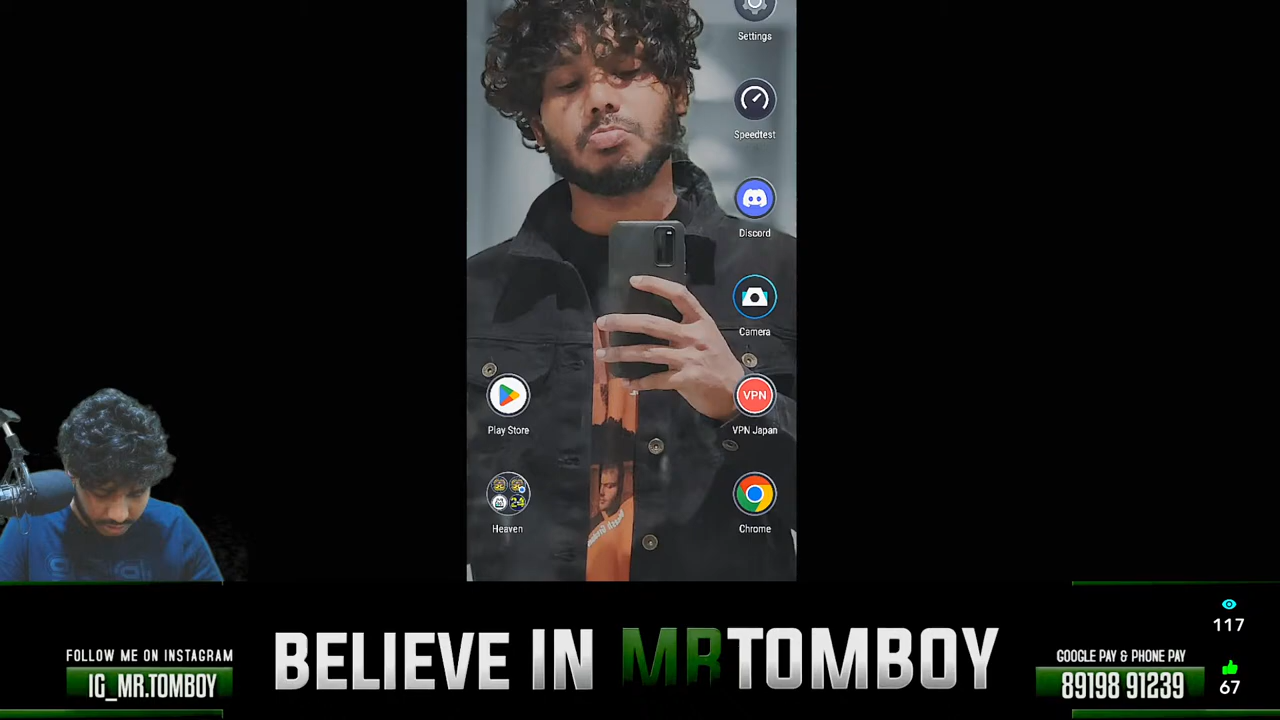 Settings
Speedtest
Discord
Camera
Play Store
VPN
VPN Japan
24
Heaven
Chrome
FOLLOW ME ON INSTAGRAM
IG_MR.TOMBOY
BELIEVE IN MRTOMBOY
GOOGLE PAY & PHONE PAY
89198 91239
117
67